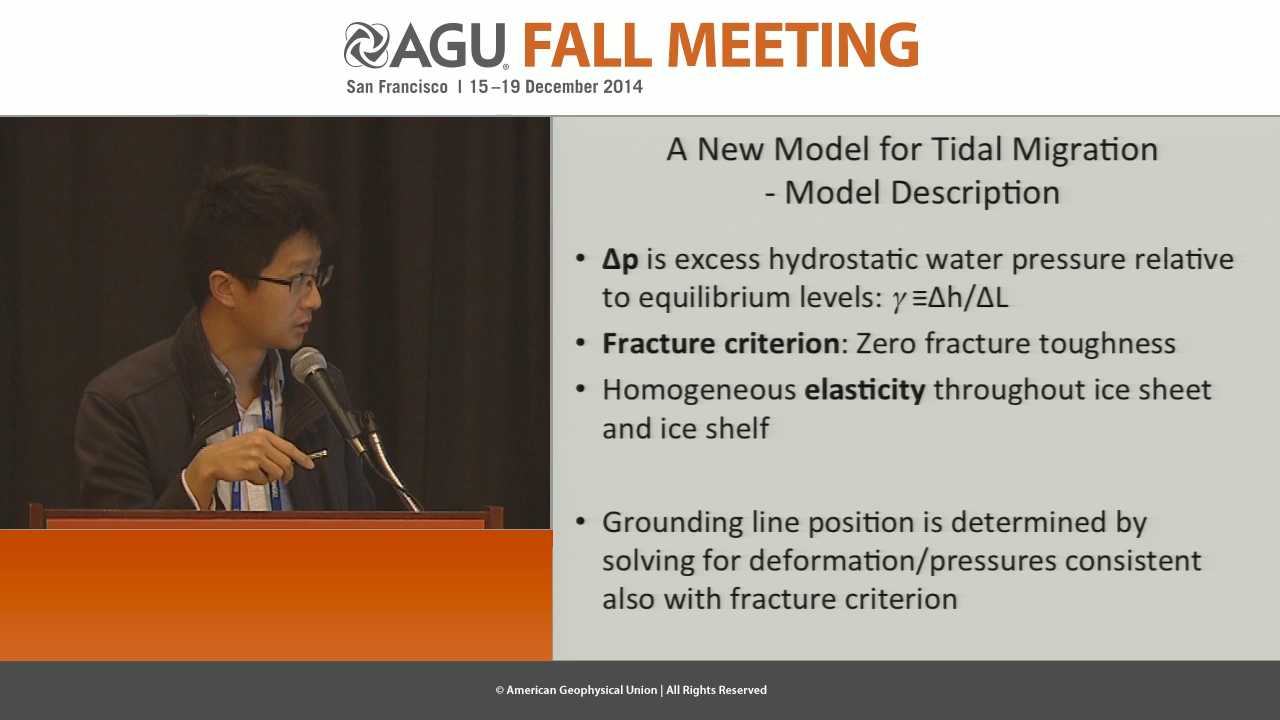 AGU FALL MEETING
San Francisco | 15–19 December 2014
A New Model for Tidal Migration
- Model Description
• Δp is excess hydrostatic water pressure relative
to equilibrium levels: γ ≡Δh/ΔL
• Fracture criterion: Zero fracture toughness
• Homogeneous elasticity throughout ice sheet
and ice shelf
• Grounding line position is determined by
solving for deformation/pressures consistent
also with fracture criterion
© American Geophysical Union | All Rights Reserved